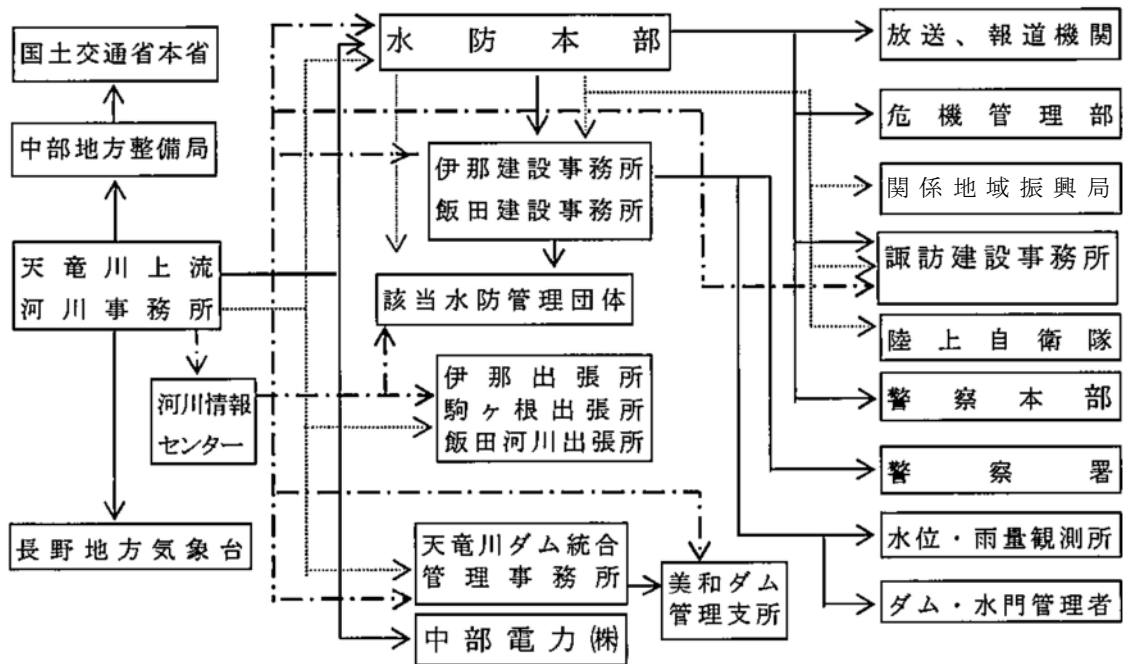 国土交通省本省
中部地方整備局
天竜川上流
河川事務所
河川情報
センター
長野地方気象台
水防本部
伊那建設事務所
飯田建設事務所
該当水防管理団体
伊那出張所
駒ヶ根出張所
飯田河川出張所
天竜川ダム統合
管理事務所
中部電力㈱
美和ダム
管理支所
放送、報道機関
危機管理部
関係地域振興局
諏訪建設事務所
陸上自衛隊
警察本部
警察署
水位・雨量観測所
ダム・水門管理者